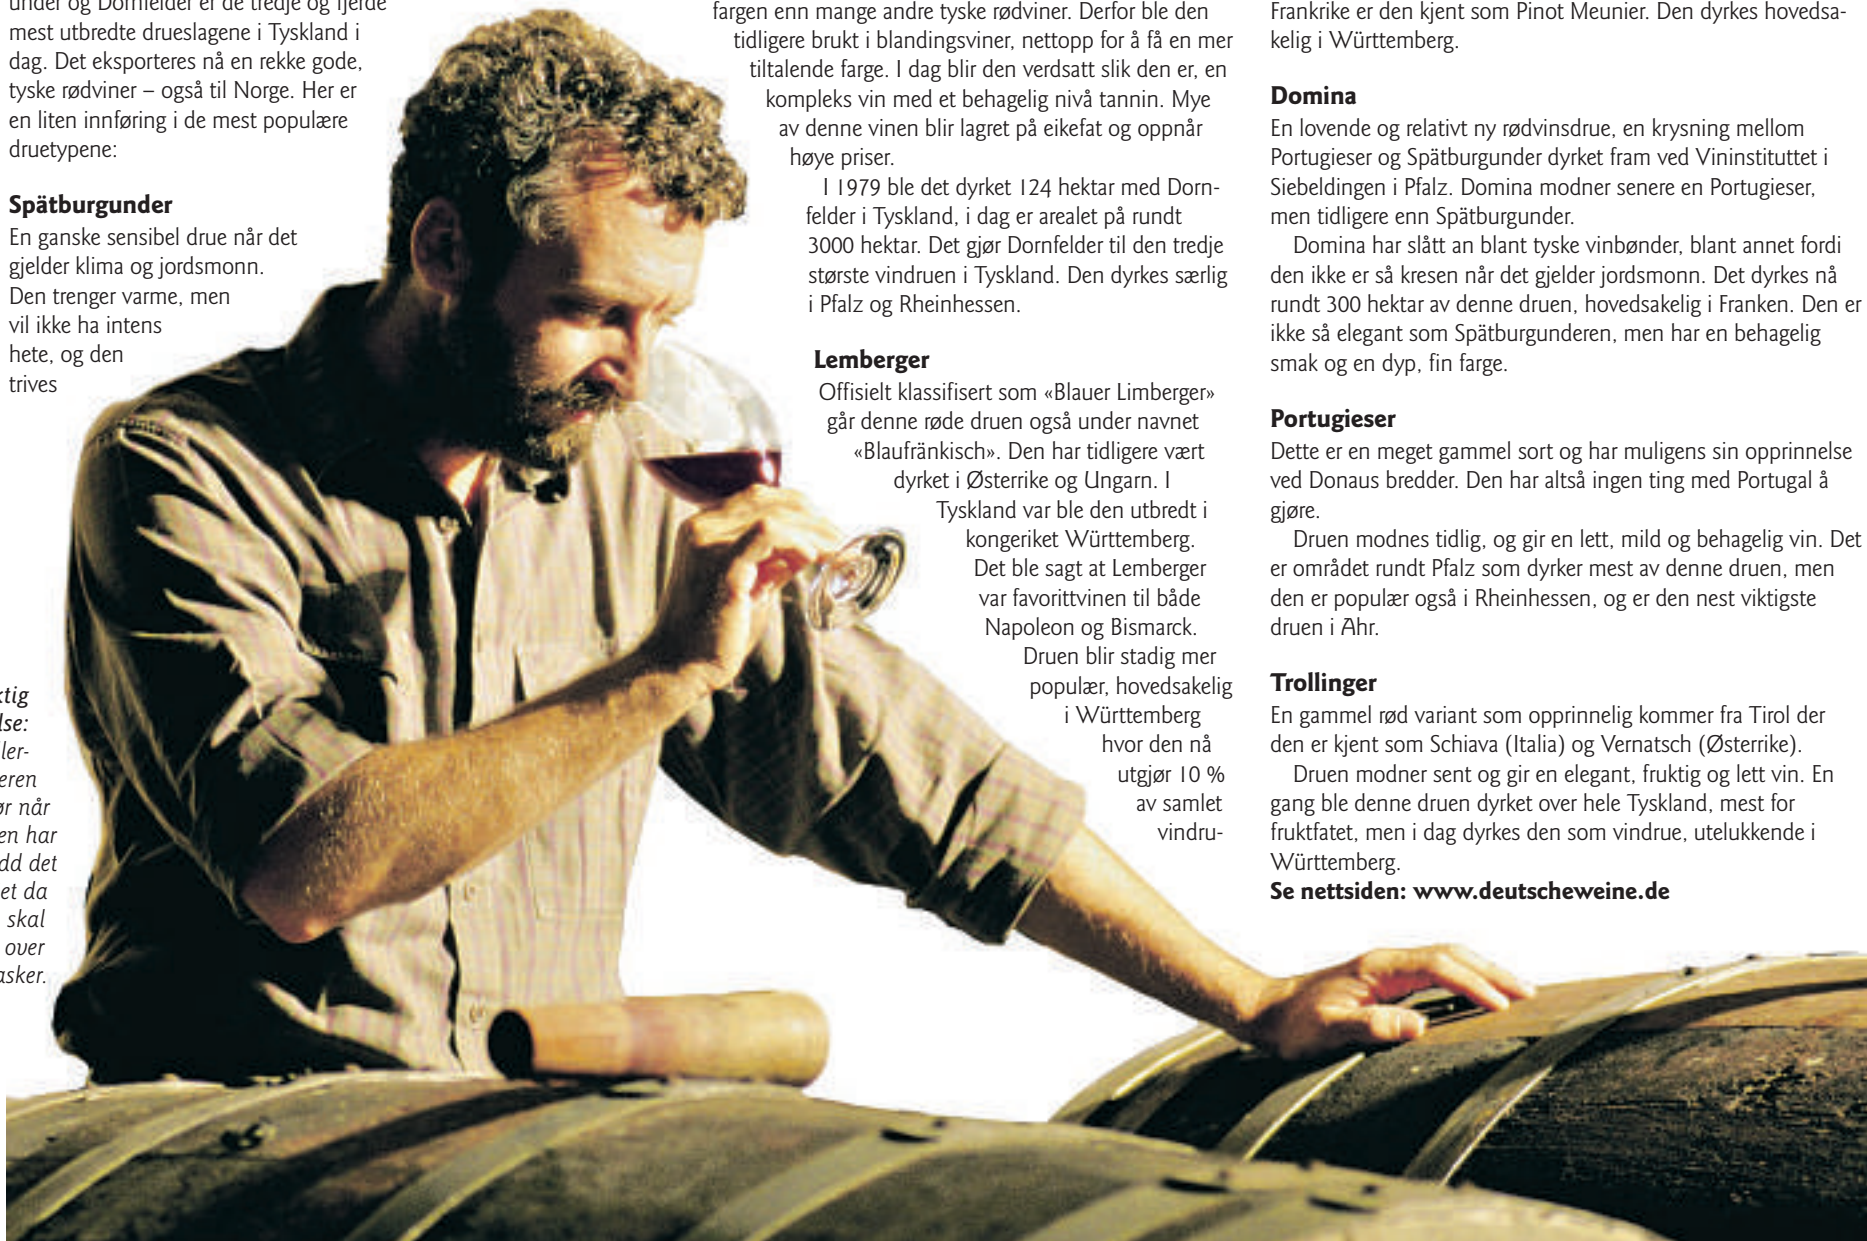 under og Dornfelder er de tredje og fjerde
mest utbredte drueslagene i Tyskland i
dag. Det eksporteres nå en rekke gode,
tyske rødviner – også til Norge. Her er
en liten innføring i de mest populære
druetypene:
Spätburgunder
En ganske sensibel drue når det
gjelder klima og jordsmonn.
Den trenger varme, men
vil ikke ha intens
hete, og den
trives
ktig
lse:
ler-
eren
ør når
en har
dd det
et da
skal
over
asker.
fargen enn mange andre tyske rødviner. Derfor ble den
tidligere brukt i blandingsviner, nettopp for å få en mer
tiltalende farge. I dag blir den verdsatt slik den er, en
kompleks vin med et behagelig nivå tannin. Mye
av denne vinen blir lagret på eikefat og oppnår
høye priser.
I 1979 ble det dyrket 124 hektar med Dorn-
felder i Tyskland, i dag er arealet på rundt
3000 hektar. Det gjør Dornfelder til den tredje
største vindruen i Tyskland. Den dyrkes særlig
i Pfalz og Rheinhessen.
Lemberger
Offisielt klassifisert som «Blauer Limberger»
går denne røde druen også under navnet
«Blaufränkisch». Den har tidligere vært
dyrket i Østerrike og Ungarn. I
Tyskland var ble den utbredt i
kongeriket Württemberg.
Det ble sagt at Lemberger
var favorittvinen til både
Napoleon og Bismarck.
Druen blir stadig mer
populær, hovedsakelig
i Württemberg
hvor den nå
utgjør 10 %
av samlet
vindru-
Frankrike er den kjent som Pinot Meunier. Den dyrkes hovedsa-
kelig i Württemberg.
Domina
En lovende og relativt ny rødvinsdrue, en krysning mellom
Portugieser og Spätburgunder dyrket fram ved Vininstituttet i
Siebeldingen i Pfalz. Domina modner senere en Portugieser,
men tidligere enn Spätburgunder.
Domina har slått an blant tyske vinbønder, blant annet fordi
den ikke er så kresen når det gjelder jordsmonn. Det dyrkes nå
rundt 300 hektar av denne druen, hovedsakelig i Franken. Den er
ikke så elegant som Spätburgunderen, men har en behagelig
smak og en dyp, fin farge.
Portugieser
Dette er en meget gammel sort og har muligens sin opprinnelse
ved Donaus bredder. Den har altså ingen ting med Portugal å
gjøre.
Druen modnes tidlig, og gir en lett, mild og behagelig vin. Det
er området rundt Pfalz som dyrker mest av denne druen, men
den er populær også i Rheinhessen, og er den nest viktigste
druen i Ahr.
Trollinger
En gammel rød variant som opprinnelig kommer fra Tirol der
den er kjent som Schiava (Italia) og Vernatsch (Østerrike).
Druen modner sent og gir en elegant, fruktig og lett vin. En
gang ble denne druen dyrket over hele Tyskland, mest for
fruktfatet, men i dag dyrkes den som vindrue, utelukkende i
Württemberg.
Se nettsiden: www.deutscheweine.de